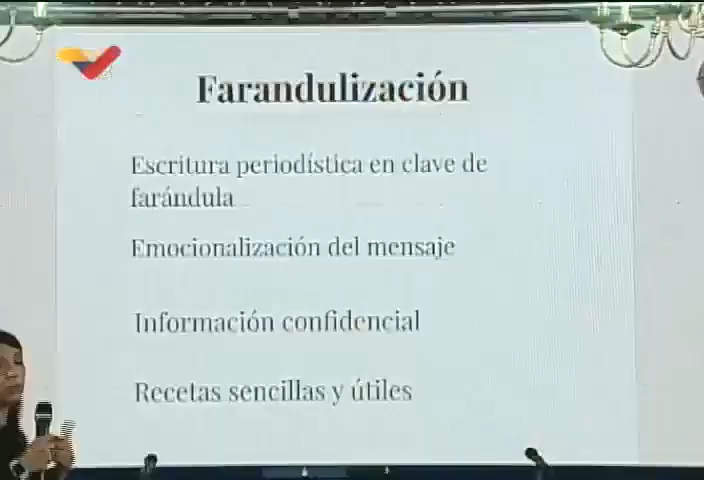 Farandulización
Escritura periodística en clave de
farándula
Emocionalización del mensaje
Información confidencial
Recetas sencillas y útiles